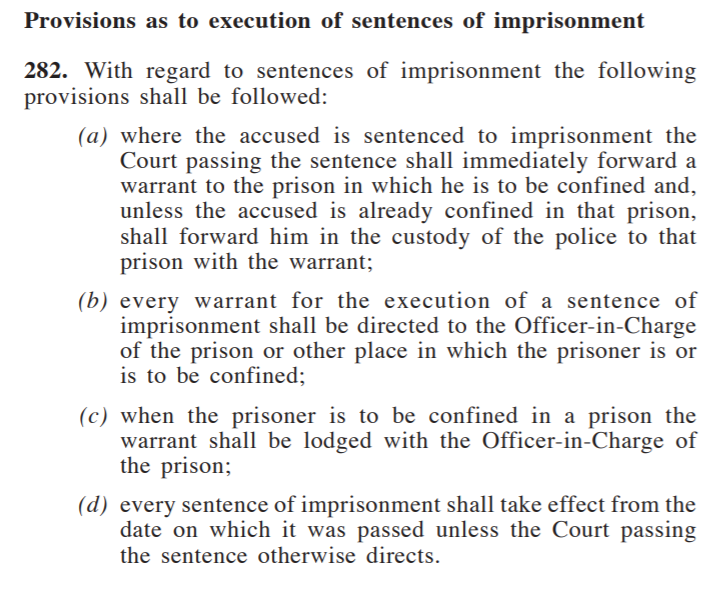 Provisions as to execution of sentences of imprisonment
282. With regard to sentences of imprisonment the following
provisions shall be followed:
(a) where the accused is sentenced to imprisonment the
Court passing the sentence shall immediately forward a
warrant to the prison in which he is to be confined and,
unless the accused is already confined in that prison,
shall forward him in the custody of the police to that
prison with the warrant;
(b) every warrant for the execution of a sentence of
imprisonment shall be directed to the Officer-in-Charge
of the prison or other place in which the prisoner is or
is to be confined;
(c) when the prisoner is to be confined in a prison the
warrant shall be lodged with the Officer-in-Charge of
the prison;
(d) every sentence of imprisonment shall take effect from the
date on which it was passed unless the Court passing
the sentence otherwise directs.